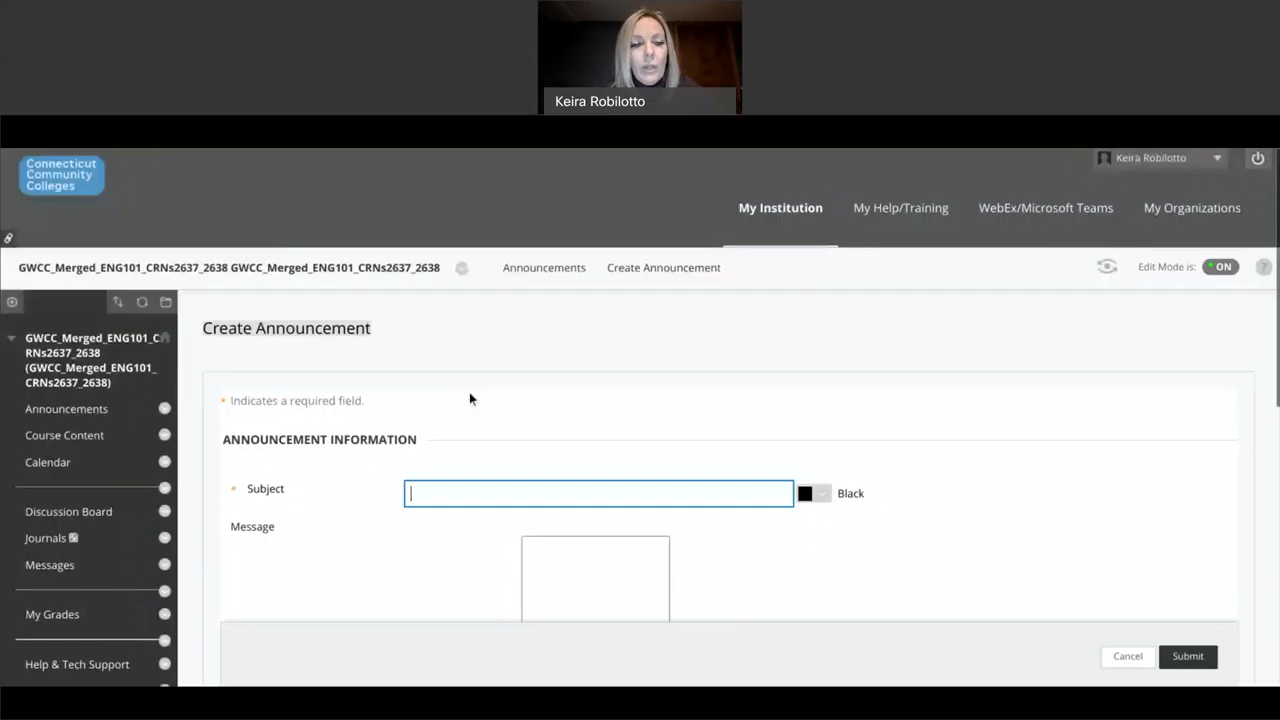 Keira Robilotto
Connecticut
Community
Colleges
Keira Robilotto
My Institution
My Help/Training
WebEx/Microsoft Teams
My Organizations
GWCC_Merged_ENG101_CRNs2637_2638 GWCC_Merged_ENG101_CRNs2637_2638
Announcements
Create Announcement
Edit Mode is:
ON
?
GWCC_Merged_ENG101_C
RNs2637_2638
(GWCC_Merged_ENG101_
CRNs2637_2638)
Announcements
Course Content
Calendar
Discussion Board
Journals
Messages
My Grades
Help & Tech Support
Create Announcement
* Indicates a required field.
ANNOUNCEMENT INFORMATION
* Subject
Black
Message
Cancel
Submit